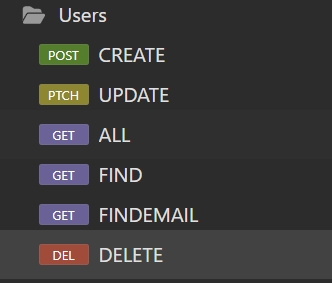 Users
POST CREATE
PTCH UPDATE
GET ALL
GET FIND
GET FINDEMAIL
DEL DELETE